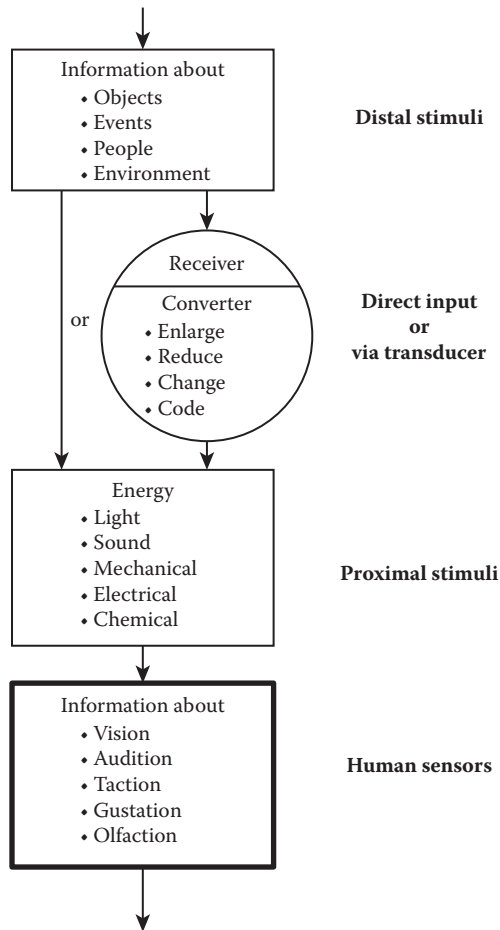 Information about
• Objects
• Events
• People
• Environment
Distal stimuli
or
Receiver
Converter
• Enlarge
• Reduce
• Change
• Code
Direct input
or
via transducer
Energy
• Light
• Sound
• Mechanical
• Electrical
• Chemical
Proximal stimuli
Information about
• Vision
• Audition
• Taction
• Gustation
• Olfaction
Human sensors